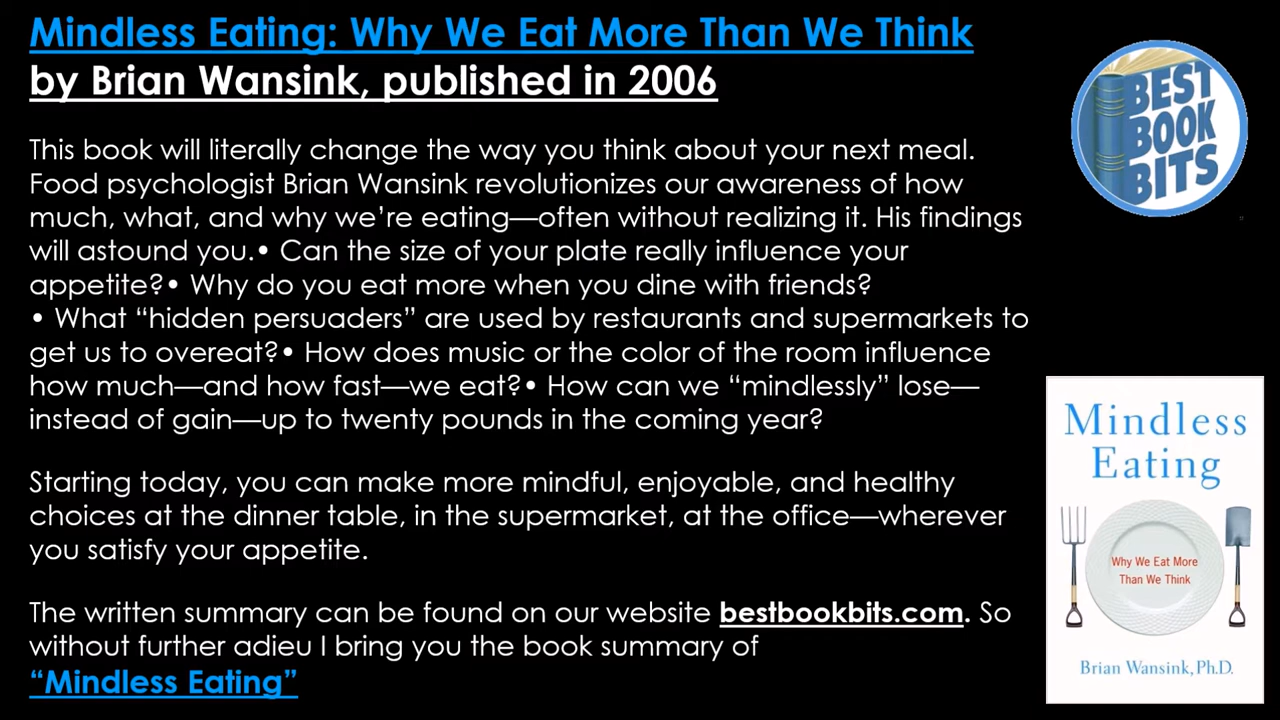 Mindless Eating: Why We Eat More Than We Think
by Brian Wansink, published in 2006
This book will literally change the way you think about your next meal.
Food psychologist Brian Wansink revolutionizes our awareness of how
much, what, and why we’re eating—often without realizing it. His findings
will astound you.• Can the size of your plate really influence your
appetite?• Why do you eat more when you dine with friends?
• What “hidden persuaders” are used by restaurants and supermarkets to
get us to overeat?• How does music or the color of the room influence
how much—and how fast—we eat?• How can we “mindlessly” lose—
instead of gain—up to twenty pounds in the coming year?
Starting today, you can make more mindful, enjoyable, and healthy
choices at the dinner table, in the supermarket, at the office—wherever
you satisfy your appetite.
The written summary can be found on our website bestbookbits.com. So
without further adieu I bring you the book summary of
“Mindless Eating”
BEST
BOOK
BITS
Mindless
Eating
Why We Eat More
Than We Think
Brian Wansink, Ph.D.